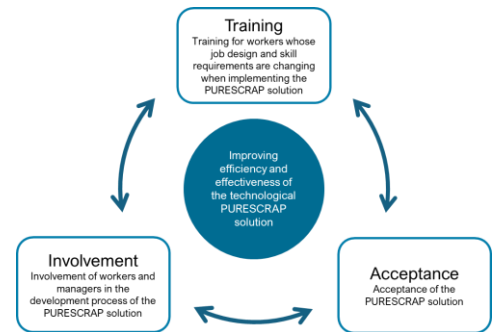 Training
Training for workers whose
job design and skill
requirements are changing
when implementing the
PURESCRAP solution
Improving
efficiency and
effectiveness of
the technological
PURESCRAP
solution
Involvement
Involvement of workers and
managers in the
development process of the
PURESCRAP solution
Acceptance
Acceptance of the
PURESCRAP solution